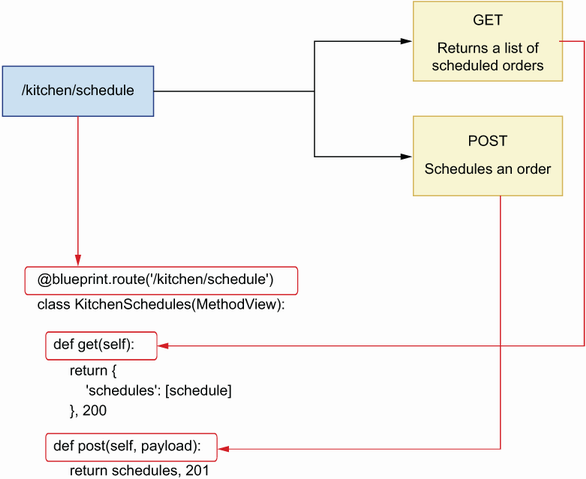 GET
Returns a list of
scheduled orders
/kitchen/schedule
POST
Schedules an order
@blueprint.route('/kitchen/schedule')
class KitchenSchedules(MethodView):
def get(self):
return {
'schedules': [schedule]
}, 200
def post(self, payload):
return schedules, 201